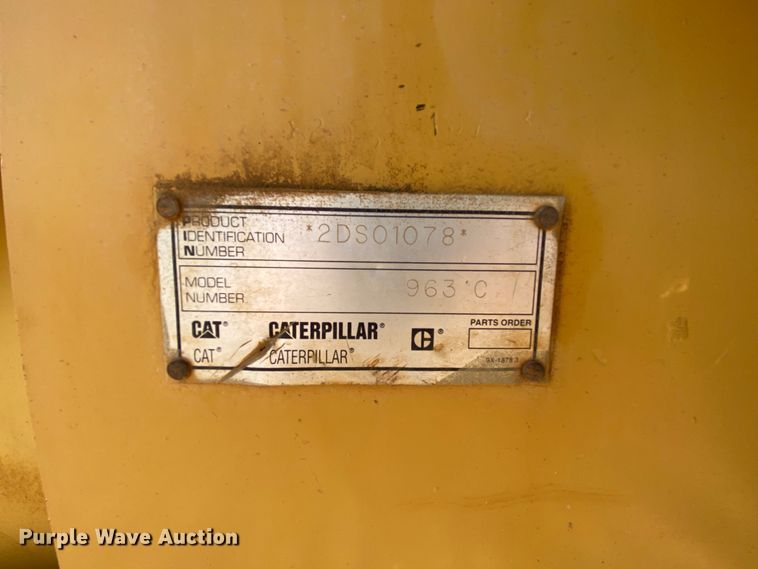 PRODUCT
IDENTIFICATION
NUMBER
*2DS01078*
MODEL
NUMBER
963 C
CAT® CATERPILLAR® C® PARTS ORDER
CAT® CATERPILLAR®
Purple Wave Auction®